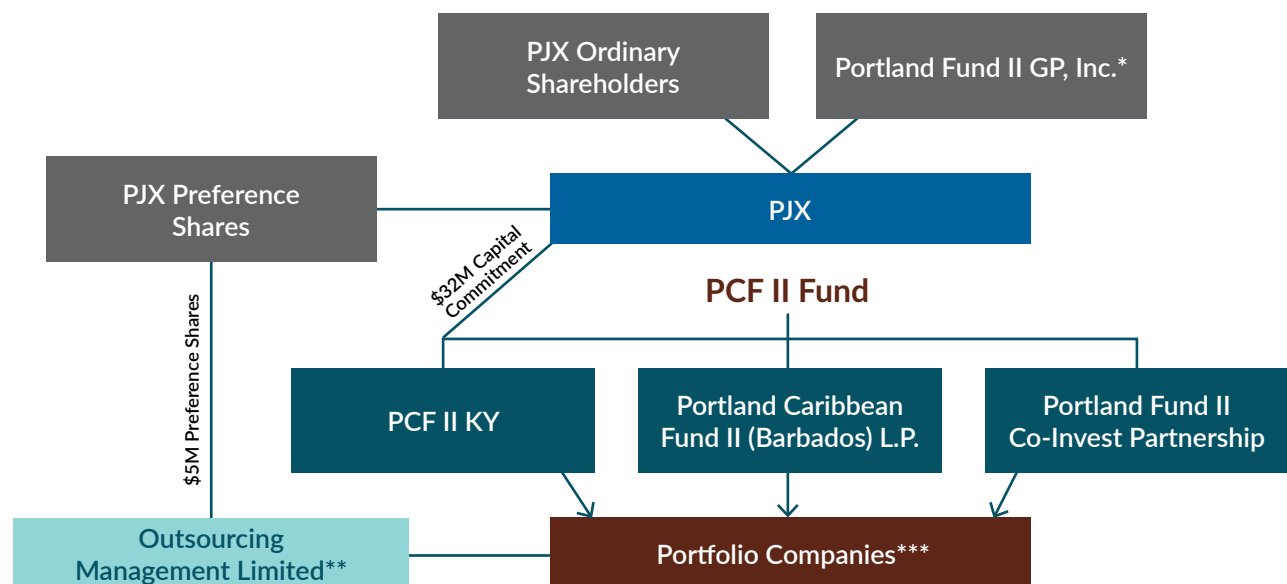 PJX Ordinary
Shareholders
Portland Fund II GP, Inc.*
PJX Preference
Shares
PJX
$32M Capital
Commitment
PCF II Fund
$5M Preference Shares
PCF II KY
Portland Caribbean
Fund II (Barbados) L.P.
Portland Fund II
Co-Invest Partnership
Outsourcing
Management Limited**
Portfolio Companies***